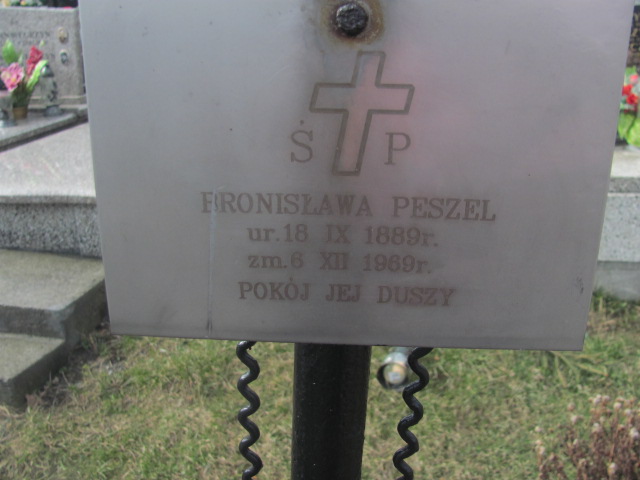 Ś P
BRONISŁAWA PESZEL
ur. 18 IX 1889r.
zm. 6 XII 1969r.
POKÓJ JEJ DUSZY